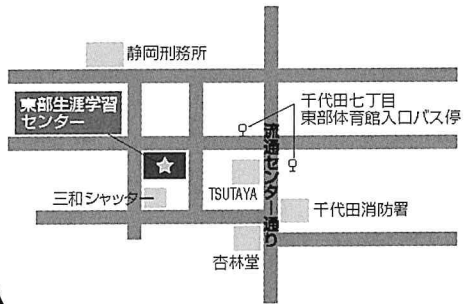 静岡刑務所
東部生涯学習
センター
千代田七丁目
東部体育館入口バス停
流通センター通り
三和シャッター
TSUTAYA
千代田消防署
杏林堂